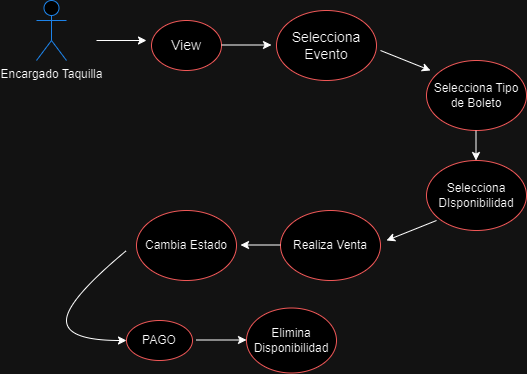 Encargado Taquilla
View
Selecciona
Evento
Selecciona Tipo
de Boleto
Selecciona
DIsponibilidad
Realiza Venta
Cambia Estado
PAGO
Elimina
Disponibilidad